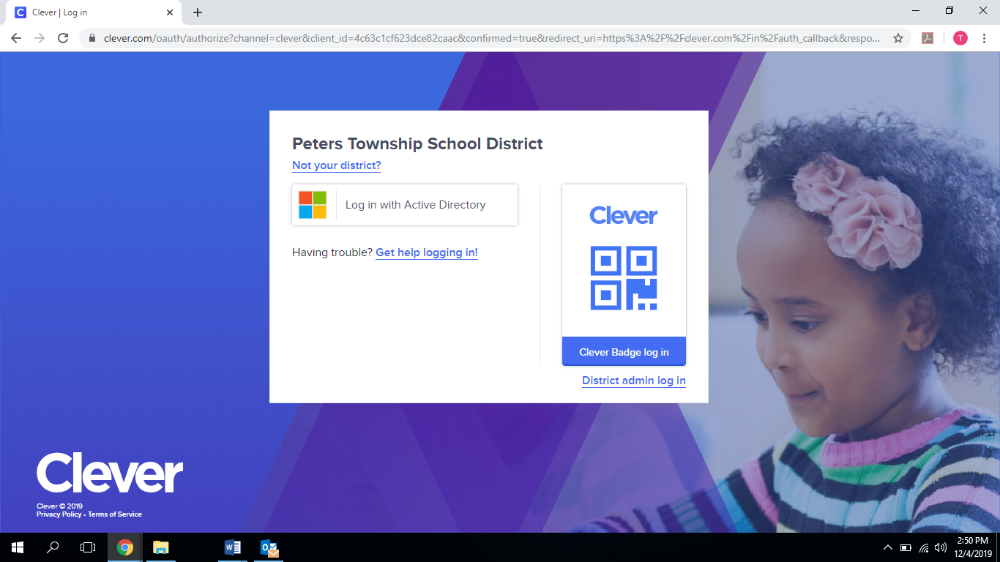 Clever | Log in
clever.com/oauth/authorize?channel=clever&client_id=4c63c1cf623dce82caac&confirmed=true&redirect_uri=https%3A%2F%2Fclever.com%2Fin%2Fauth_callback&respo...
T
Peters Township School District
Not your district?
Log in with Active Directory
Having trouble? Get help logging in!
Clever
Clever Badge log in
District admin log in
Clever
Clever © 2019
Privacy Policy - Terms of Service
2:50 PM
12/4/2019